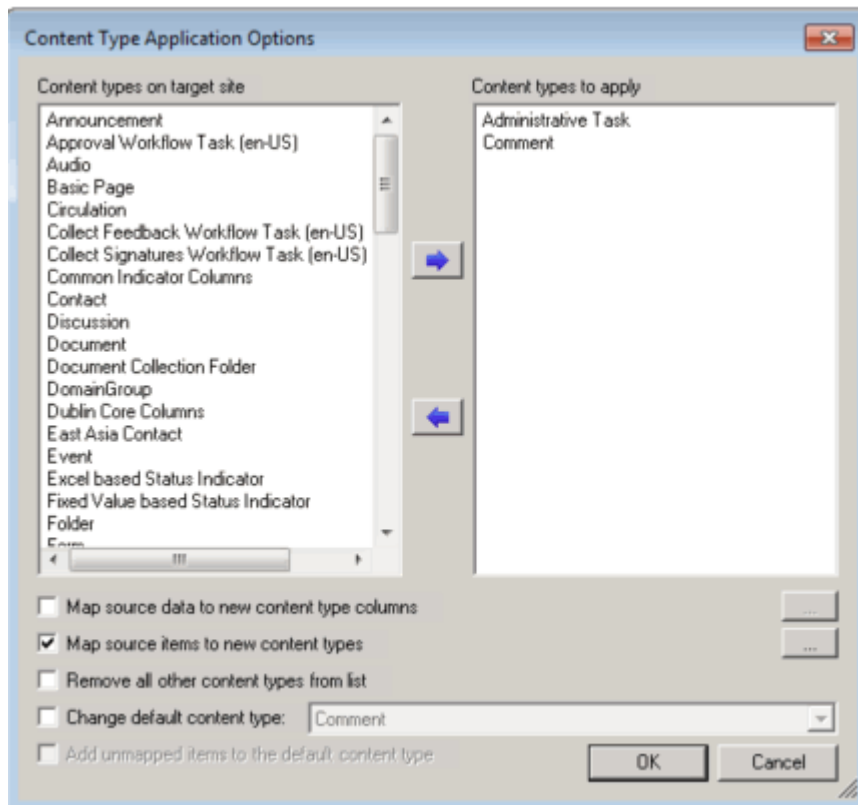 Content Type Application Options
Content types on target site
Announcement
Approval Workflow Task (en-US)
Audio
Basic Page
Circulation
Collect Feedback Workflow Task (en-US)
Collect Signatures Workflow Task (en-US)
Common Indicator Columns
Contact
Discussion
Document
Document Collection Folder
DomainGroup
Dublin Core Columns
East Asia Contact
Event
Excel based Status Indicator
Fixed Value based Status Indicator
Folder
Form
Content types to apply
Administrative Task
Comment
Map source data to new content type columns
...
Map source items to new content types
...
Remove all other content types from list
Change default content type: Comment
Add unmapped items to the default content type
OK
Cancel